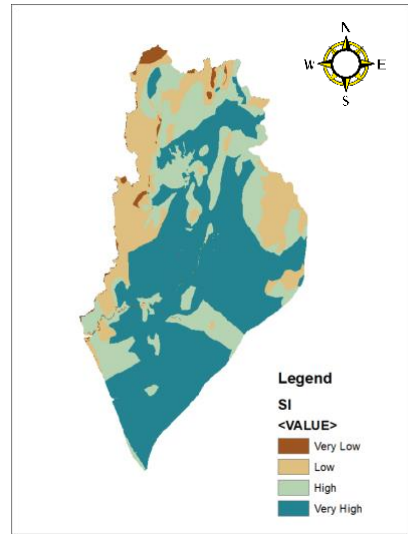 N
W E
S
Legend
SI
<VALUE>
Very Low
Low
High
Very High